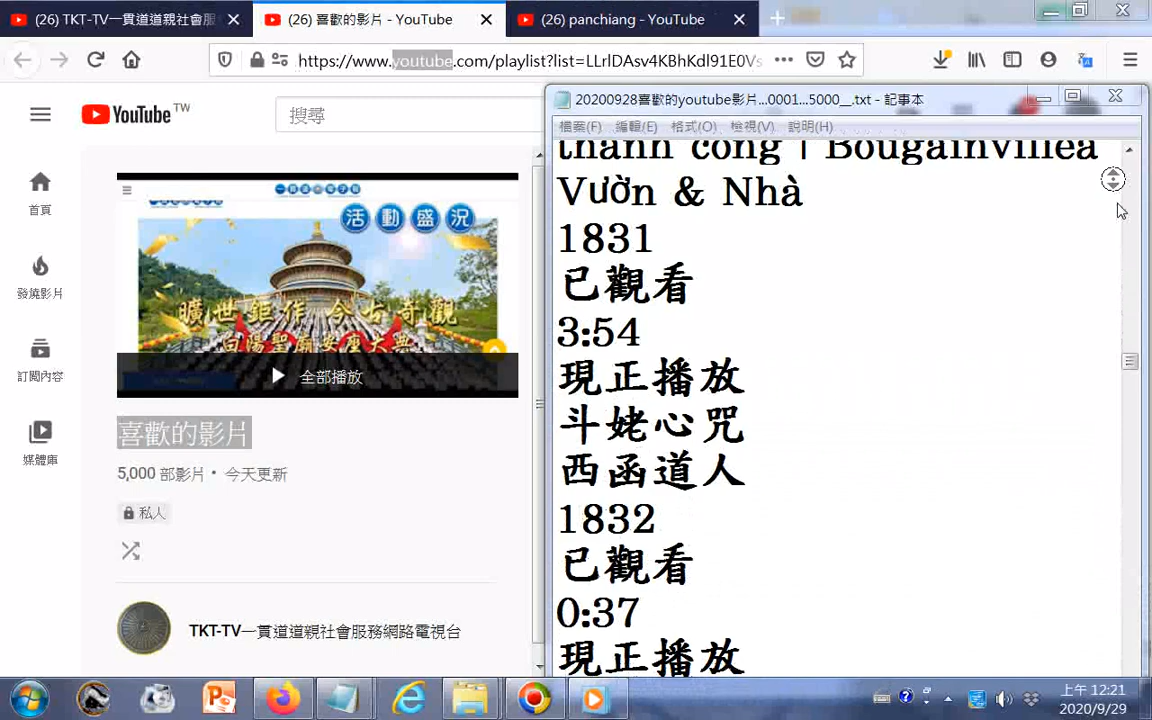 (26) TKT-TV一貫道道親社會服
(26) 喜歡的影片 - YouTube
(26) panchiang - YouTube
https://www.youtube.com/playlist?list=LLrlDAsv4KBhKdl91E0Vs
YouTube TW
搜尋
首頁
發燒影片
訂閱內容
媒體庫
活動盛況
曠世鉅作 今古奇觀
白陽聖廟安座大典
全部播放
喜歡的影片
5,000 部影片 • 今天更新
私人
TKT-TV一貫道道親社會服務網路電視台
20200928喜歡的youtube影片...0001...5000__.txt - 記事本
檔案(F) 編輯(E) 格式(O) 檢視(V) 說明(H)
thành công | Bougainvillea
Vườn & Nhà
1831
已觀看
3:54
現正播放
斗姥心咒
西函道人
1832
已觀看
0:37
現正播放
上午 12:21
2020/9/29